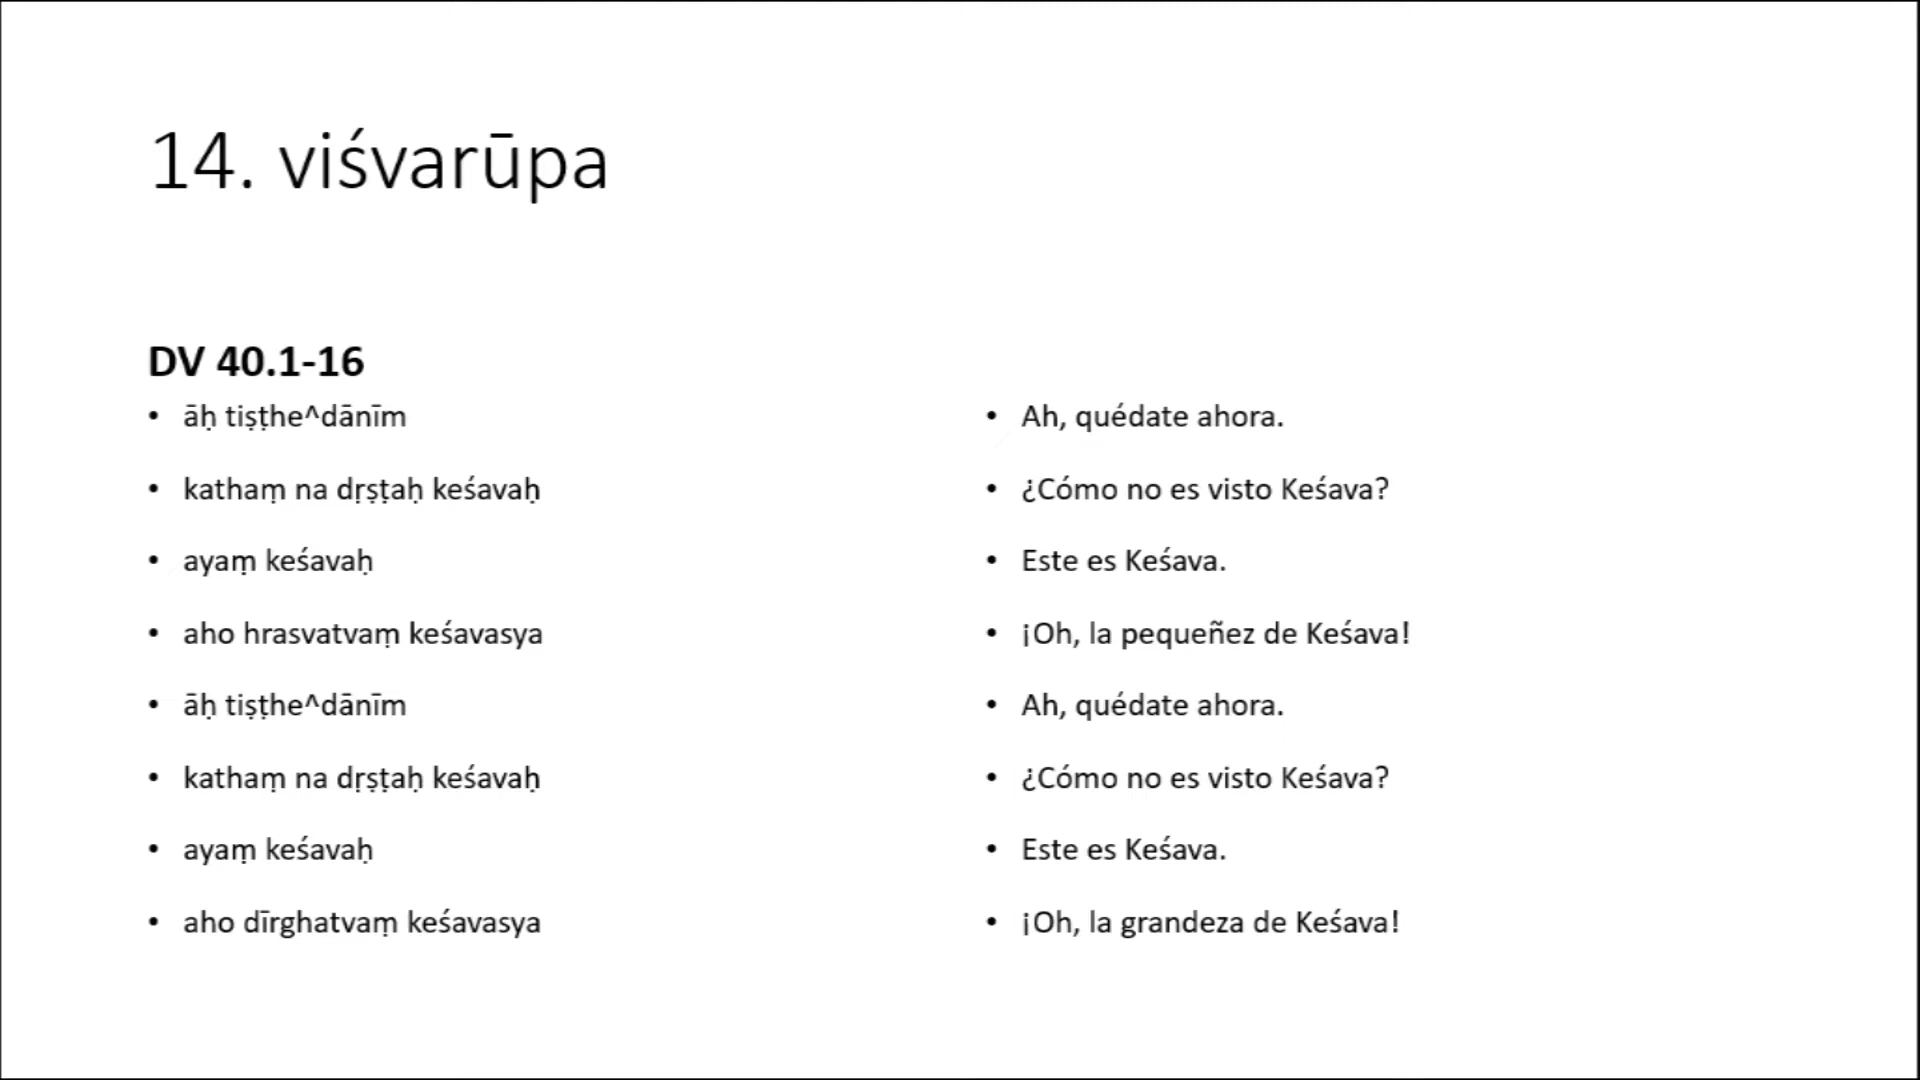 14. viśvarūpa
DV 40.1-16
• āḥ tiṣṭhe^dānīm
• kathaṃ na dṛṣṭaḥ keśavaḥ
• ayaṃ keśavaḥ
• aho hrasvatvaṃ keśavasya
• āḥ tiṣṭhe^dānīm
• kathaṃ na dṛṣṭaḥ keśavaḥ
• ayaṃ keśavaḥ
• aho dīrghatvaṃ keśavasya
• Ah, quédate ahora.
• ¿Cómo no es visto Keśava?
• Este es Keśava.
• ¡Oh, la pequeñez de Keśava!
• Ah, quédate ahora.
• ¿Cómo no es visto Keśava?
• Este es Keśava.
• ¡Oh, la grandeza de Keśava!